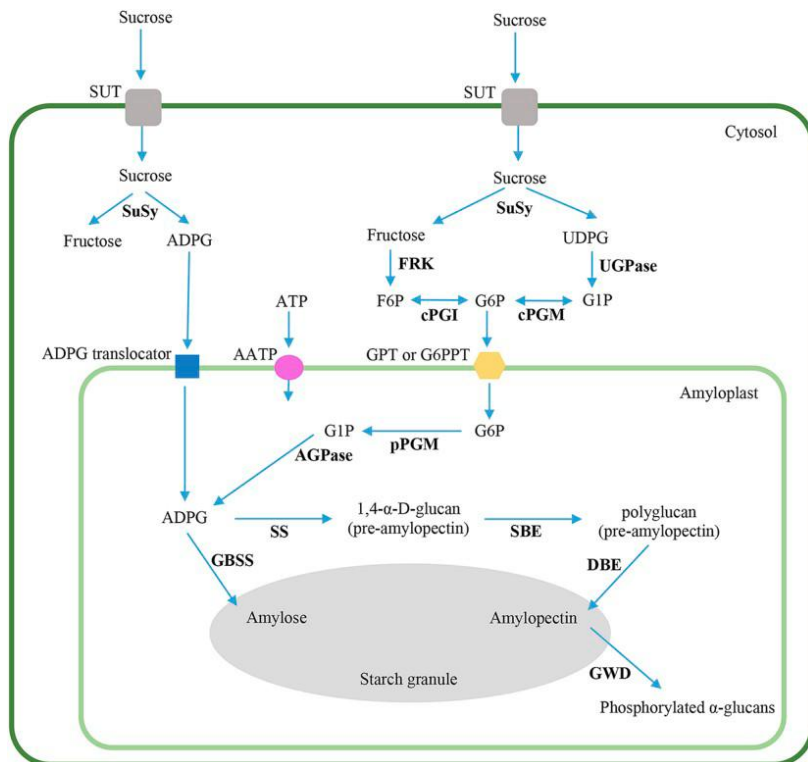 Sucrose
Sucrose
SUT
SUT
Cytosol
Sucrose
Sucrose
SuSy
SuSy
Fructose
ADPG
Fructose
UDPG
FRK
UGPase
ATP
F6P
G6P
G1P
cPGI
cPGM
ADPG translocator
AATP
GPT or G6PPT
Amyloplast
G1P
G6P
pPGM
AGPase
1,4-α-D-glucan
(pre-amylopectin)
polyglucan
(pre-amylopectin)
ADPG
SS
SBE
GBSS
DBE
Amylose
Amylopectin
Starch granule
GWD
Phosphorylated α-glucans